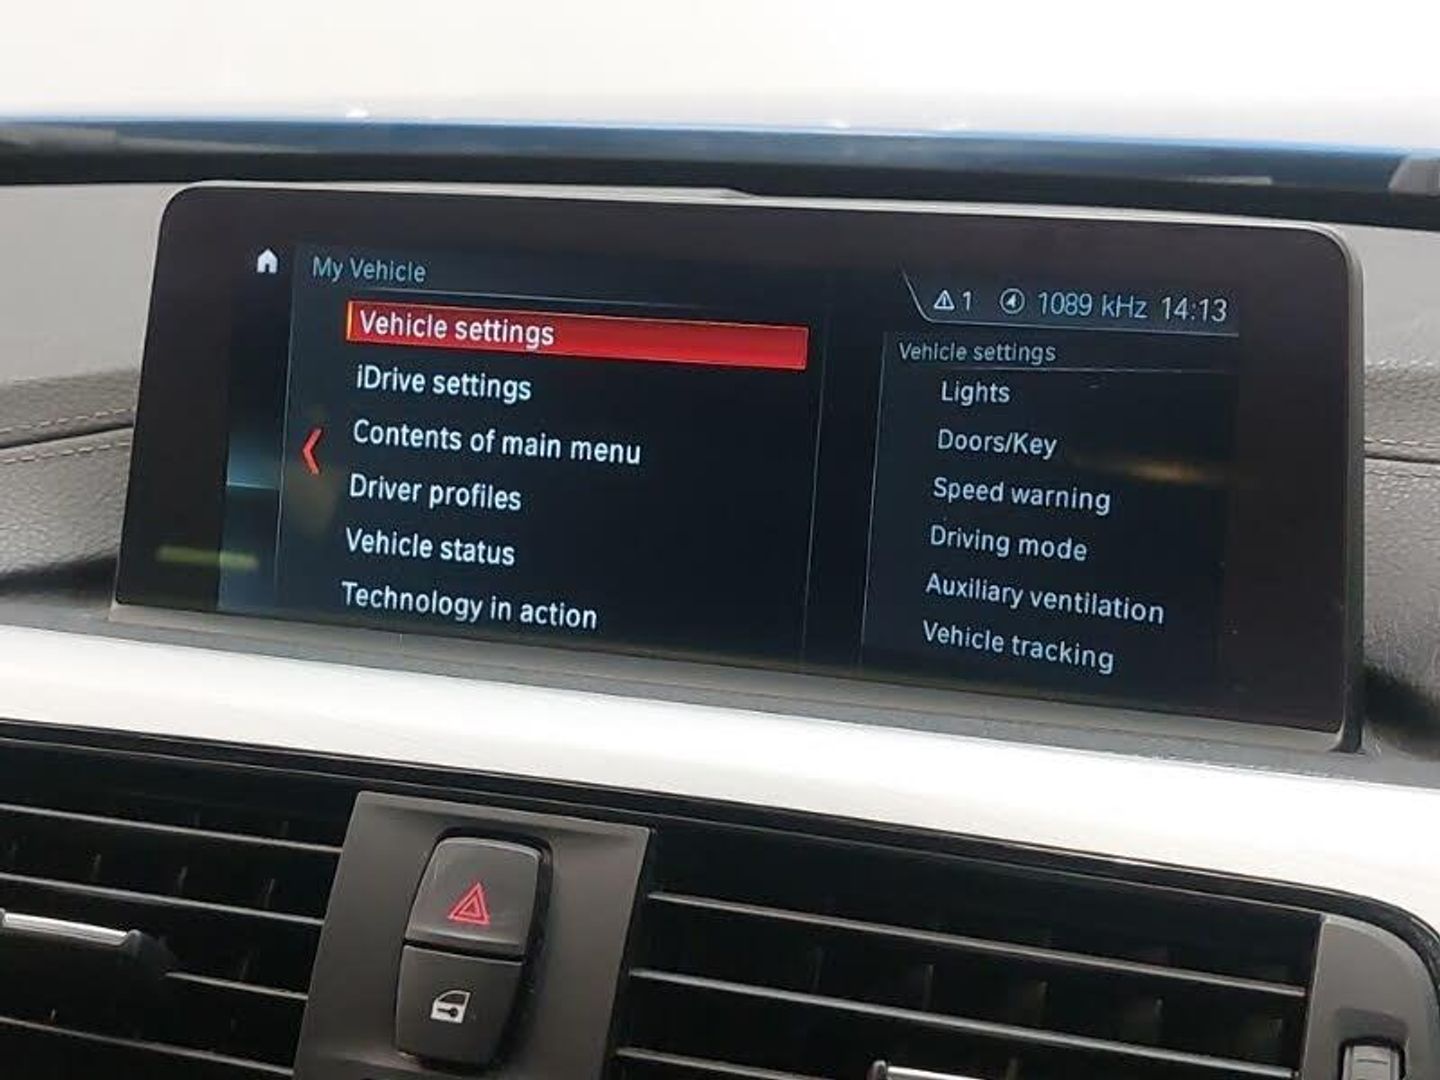 My Vehicle
1 1089 kHz 14:13
Vehicle settings
iDrive settings
Contents of main menu
Driver profiles
Vehicle status
Technology in action
Vehicle settings
Lights
Doors/Key
Speed warning
Driving mode
Auxiliary ventilation
Vehicle tracking